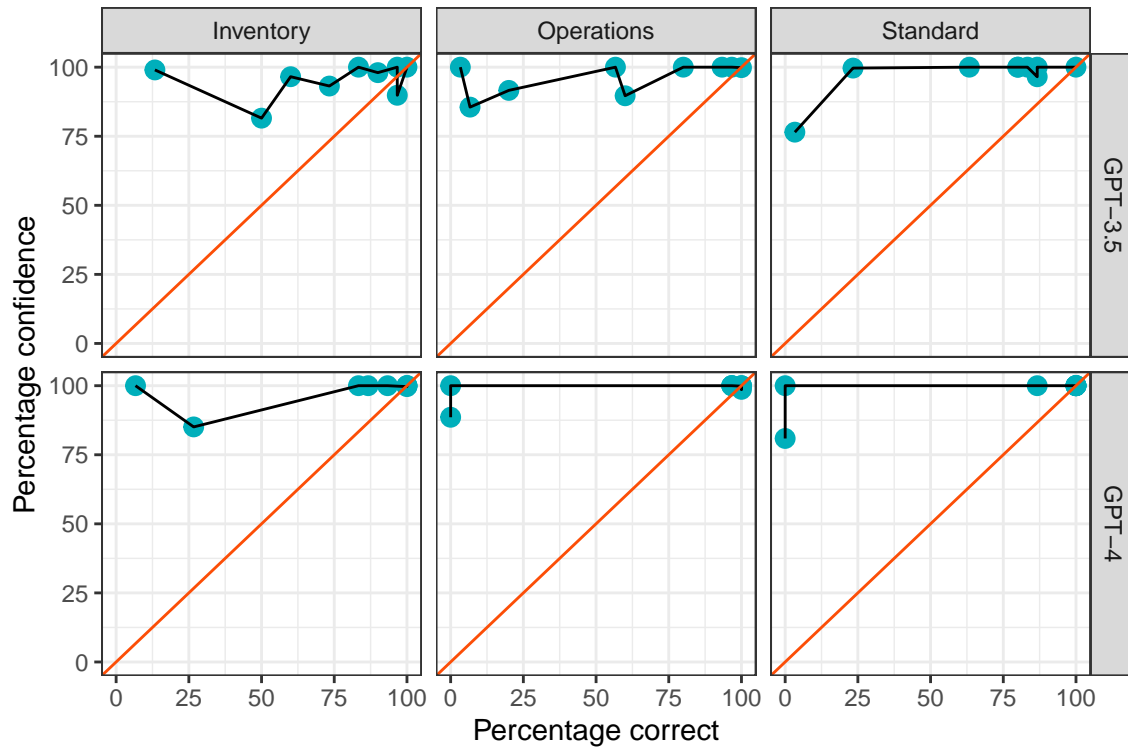 Inventory
Operations
Standard
100
75
50
25
0
GPT−3.5
100
75
50
25
0
GPT−4
Percentage confidence
0 25 50 75 100
0 25 50 75 100
0 25 50 75 100
Percentage correct